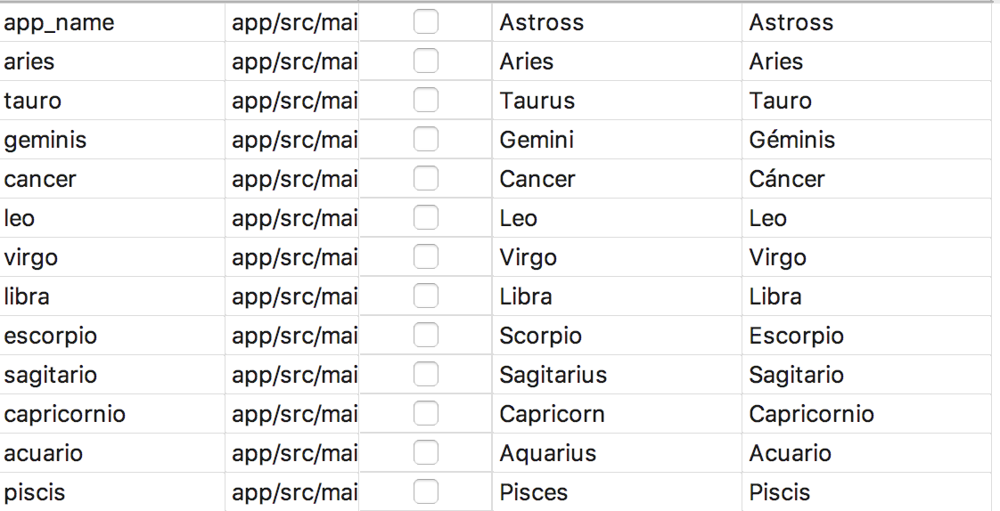 app_name app/src/mai Astross Astross
aries app/src/mai Aries Aries
tauro app/src/mai Taurus Tauro
geminis app/src/mai Gemini Géminis
cancer app/src/mai Cancer Cáncer
leo app/src/mai Leo Leo
virgo app/src/mai Virgo Virgo
libra app/src/mai Libra Libra
escorpio app/src/mai Scorpio Escorpio
sagitario app/src/mai Sagitarius Sagitario
capricornio app/src/mai Capricorn Capricornio
acuario app/src/mai Aquarius Acuario
piscis app/src/mai Pisces Piscis